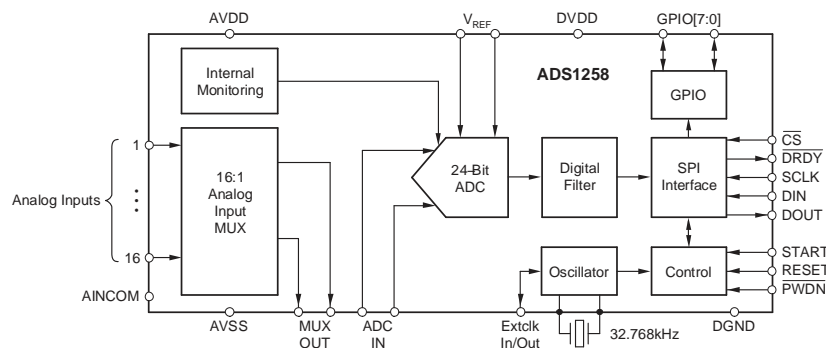 AVDD
VREF
DVDD
GPIO[7:0]
Internal
Monitoring
ADS1258
GPIO
1
16:1
Analog
Input
MUX
24-Bit
ADC
Digital
Filter
SPI
Interface
CS
DRDY
SCLK
DIN
DOUT
Analog Inputs
16
Oscillator
Control
START
RESET
PWDN
AINCOM
AVSS
MUX
OUT
ADC
IN
Extclk
In/Out
32.768kHz
DGND